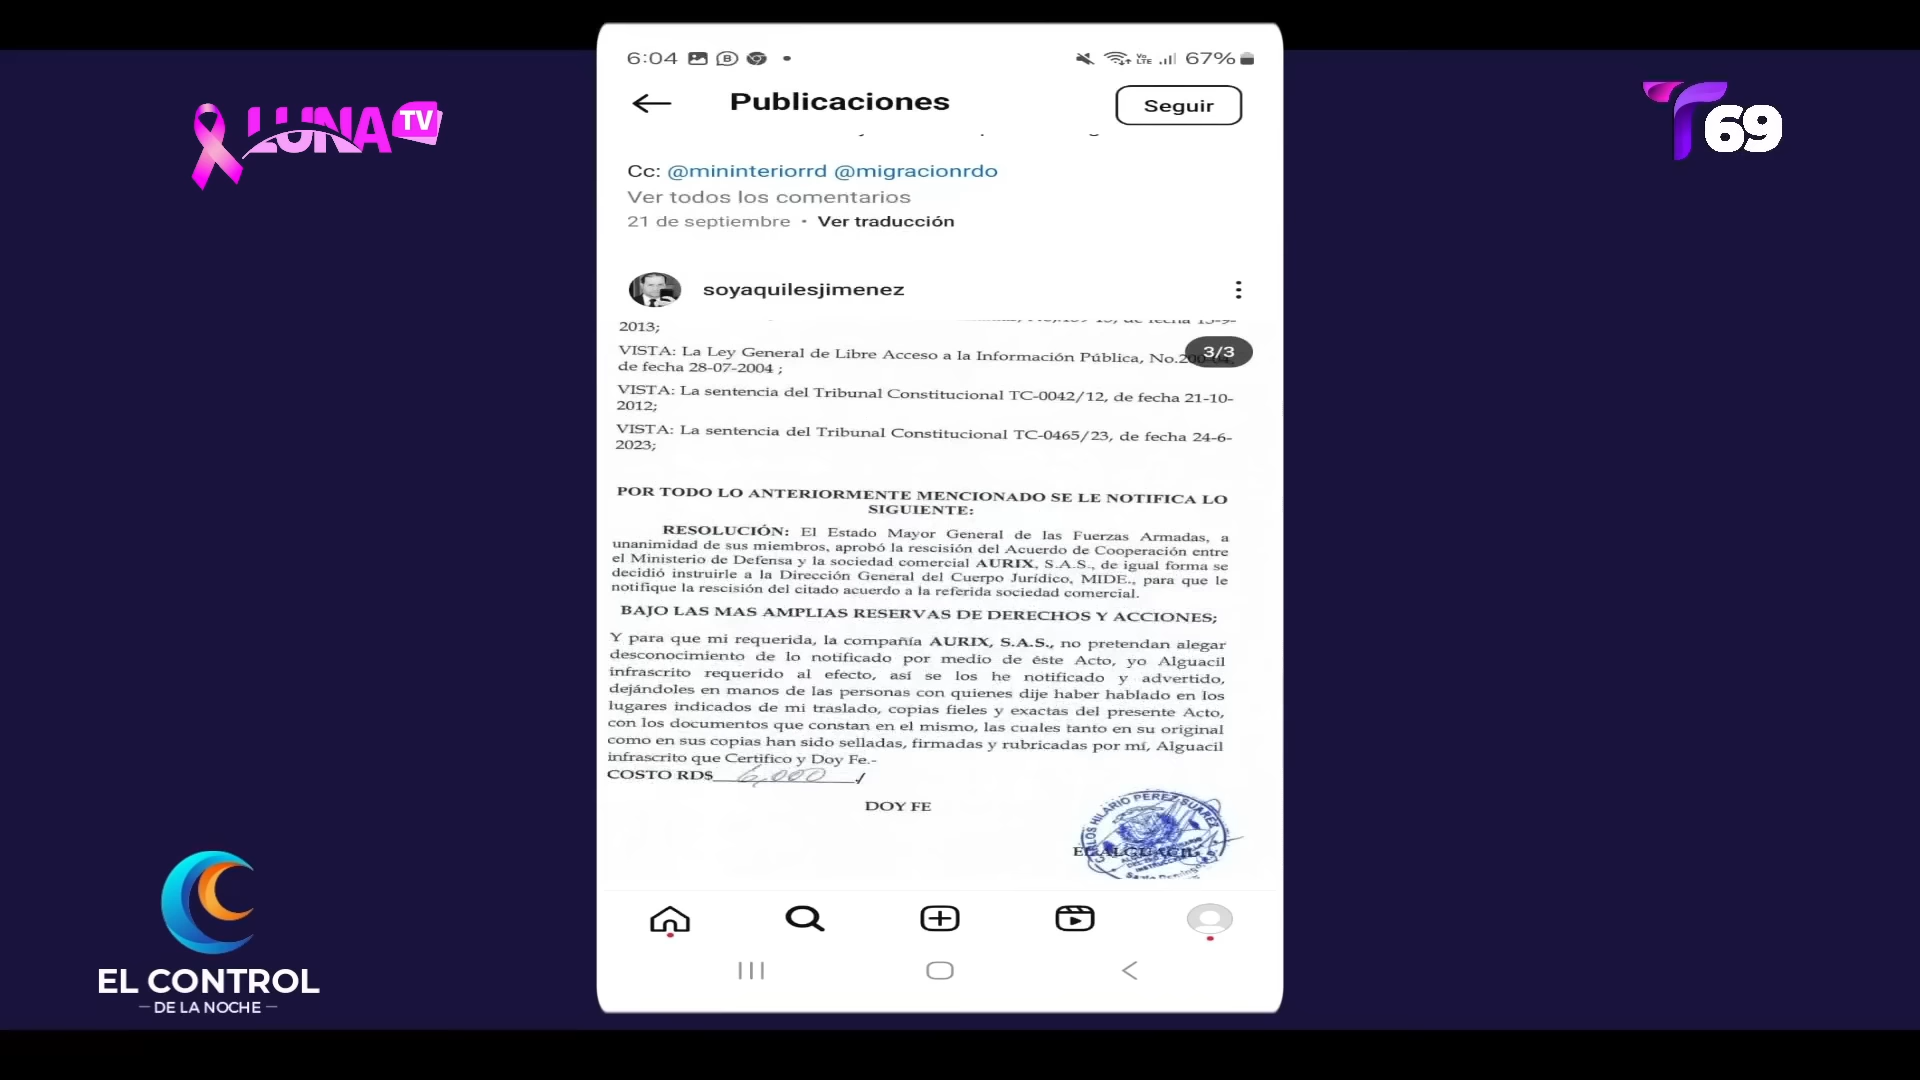 LUNA TV
T 69
6:04
67%
Publicaciones
Seguir
Cc: @mininteriorrd @migracionrdo
Ver todos los comentarios
21 de septiembre • Ver traducción
soyaquilesjimenez
3/3
2013;
VISTA: La Ley General de Libre Acceso a la Información Pública, No.200-04,
de fecha 28-07-2004 ;
VISTA: La sentencia del Tribunal Constitucional TC-0042/12, de fecha 21-10-
2012;
VISTA: La sentencia del Tribunal Constitucional TC-0465/23, de fecha 24-6-
2023;
POR TODO LO ANTERIORMENTE MENCIONADO SE LE NOTIFICA LO
SIGUIENTE:
RESOLUCIÓN: El Estado Mayor General de las Fuerzas Armadas, a
unanimidad de sus miembros, aprobó la rescisión del Acuerdo de Cooperación entre
el Ministerio de Defensa y la sociedad comercial AURIX, S.A.S., de igual forma se
decidió instruirle a la Dirección General del Cuerpo Jurídico, MIDE., para que le
notifique la rescisión del citado acuerdo a la referida sociedad comercial.
BAJO LAS MAS AMPLIAS RESERVAS DE DERECHOS Y ACCIONES;
Y para que mi requerida, la compañía AURIX, S.A.S., no pretendan alegar
desconocimiento de lo notificado por medio de éste Acto, yo Alguacil
infrascrito requerido al efecto, así se los he notificado y advertido,
dejándoles en manos de las personas con quienes dije haber hablado en los
lugares indicados de mi traslado, copias fieles y exactas del presente Acto,
con los documentos que constan en el mismo, las cuales tanto en su original
como en sus copias han sido selladas, firmadas y rubricadas por mí, Alguacil
infrascrito que Certifico y Doy Fe.-
COSTO RD$ 6,000
DOY FE
CARLOS HILARIO PEREZ SUAREZ
EL ALGUACIL
EL CONTROL
DE LA NOCHE